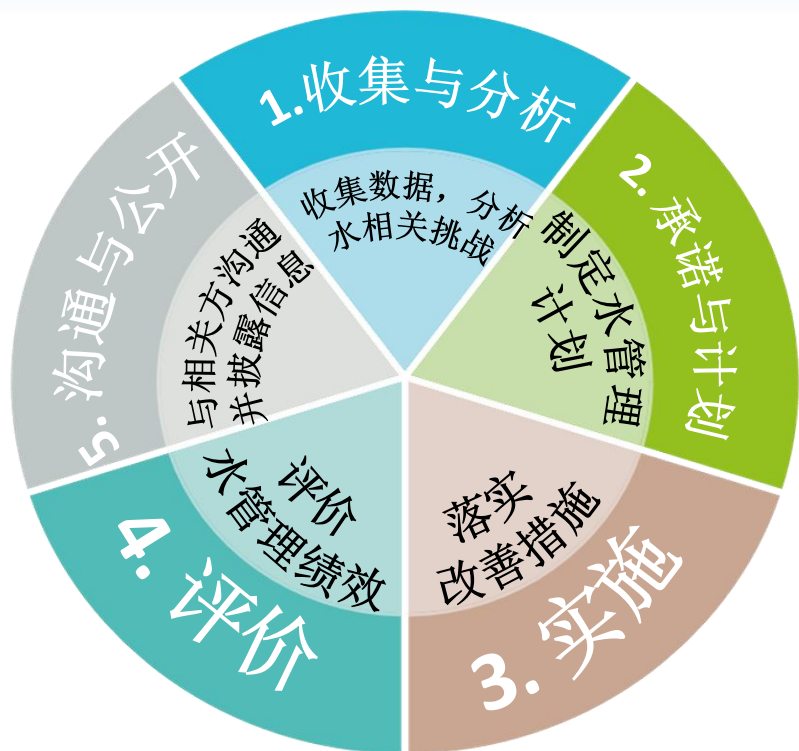 1.收集与分析
收集数据，分析
水相关挑战
2. 承诺与计划
制定水管理
计划
3. 实施
落实
改善措施
4. 评价
评价
水管理绩效
5. 沟通与公开
与相关方沟通
并披露信息